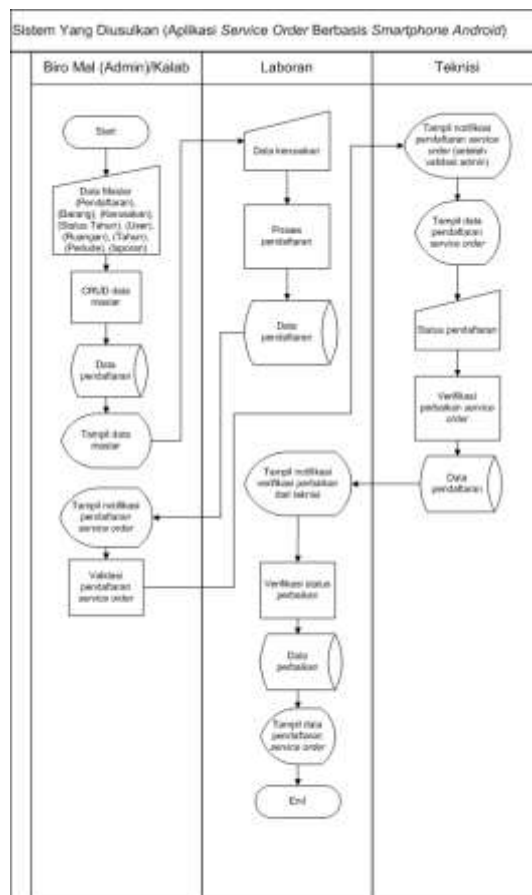 Sistem Yang Diusulkan (Aplikasi Service Order Berbasis Smartphone Android)
Biro Mal (Admin)/Kalab
Laboran
Teknisi
Start
Data Master
(Pendaftaran),
(Barang), (Kerusakan),
(Status Tahun), (User),
(Ruangan), (Tahun),
(Periode), (laporan)
CRUD data
master
Data
pendaftaran
Tampil data
master
Tampil notifikasi
pendaftaran
service order
Validasi
pendaftaran
service order
Data kerusakan
Proses
pendaftaran
Data
pendaftaran
Tampil notifikasi
verifikasi perbaikan
dari teknisi
Verifikasi status
perbaikan
Data
perbaikan
Tampil data
pendaftaran
service order
End
Tampil notifikasi
pendaftaran service
order (setelah
validasi admin)
Tampil data
pendaftaran
service order
Status pendaftaran
Verifikasi
perbaikan service
order
Data
pendaftaran